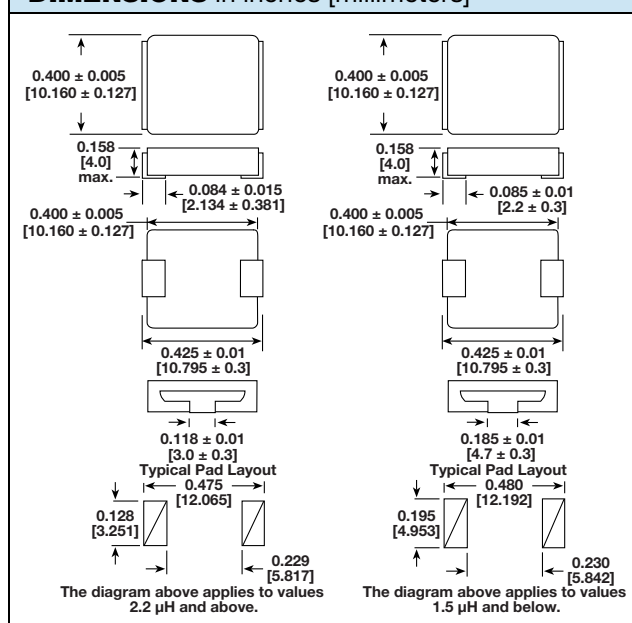 DIMENSIONS in inches [millimeters]
0.400 ± 0.005
[10.160 ± 0.127]
0.158
[4.0]
max.
0.084 ± 0.015
[2.134 ± 0.381]
0.400 ± 0.005
[10.160 ± 0.127]
0.425 ± 0.01
[10.795 ± 0.3]
0.118 ± 0.01
[3.0 ± 0.3]
Typical Pad Layout
0.475
[12.065]
0.128
[3.251]
0.229
[5.817]
The diagram above applies to values
2.2 µH and above.
0.400 ± 0.005
[10.160 ± 0.127]
0.158
[4.0]
max.
0.085 ± 0.01
[2.2 ± 0.3]
0.400 ± 0.005
[10.160 ± 0.127]
0.425 ± 0.01
[10.795 ± 0.3]
0.185 ± 0.01
[4.7 ± 0.3]
Typical Pad Layout
0.480
[12.192]
0.195
[4.953]
0.230
[5.842]
The diagram above applies to values
1.5 µH and below.